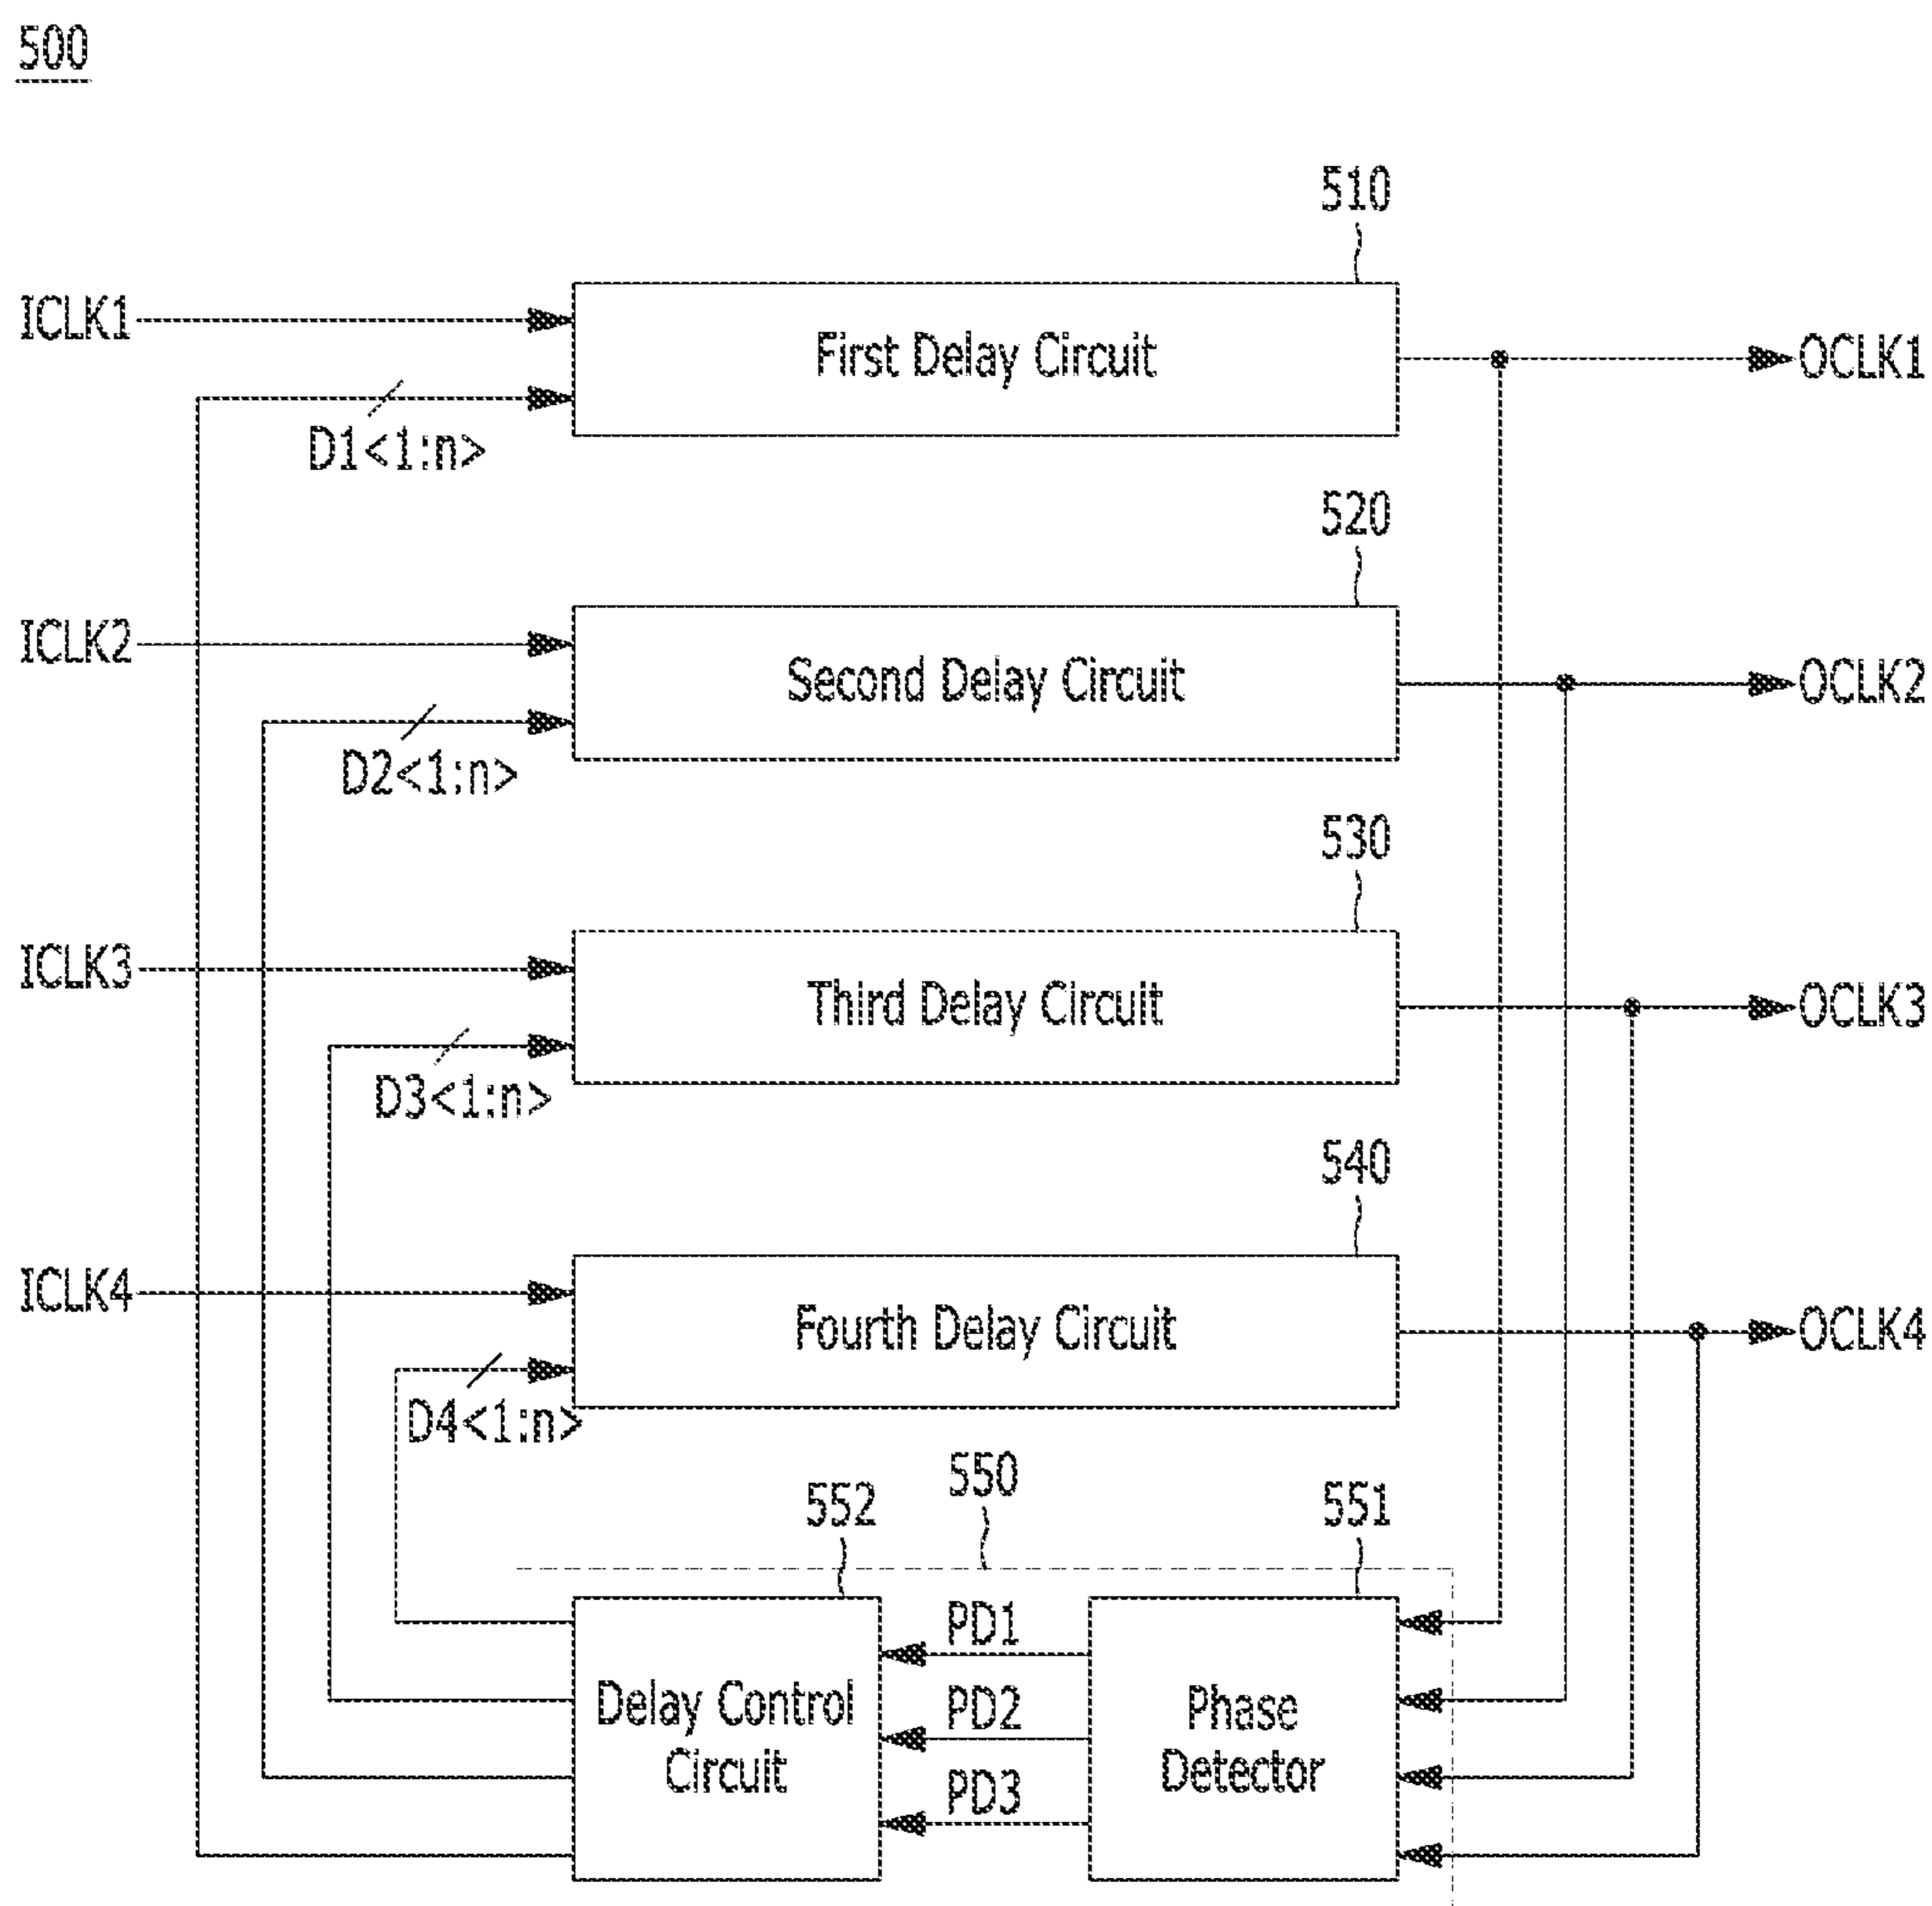 500
510
ICLK1
First Delay Circuit
OCLK1
D1<1:n>
520
ICLK2
Second Delay Circuit
OCLK2
D2<1:n>
530
ICLK3
Third Delay Circuit
OCLK3
D3<1:n>
540
ICLK4
Fourth Delay Circuit
OCLK4
D4<1:n>
550
552
551
PD1
Delay Control
Circuit
PD2
PD3
Phase
Detector